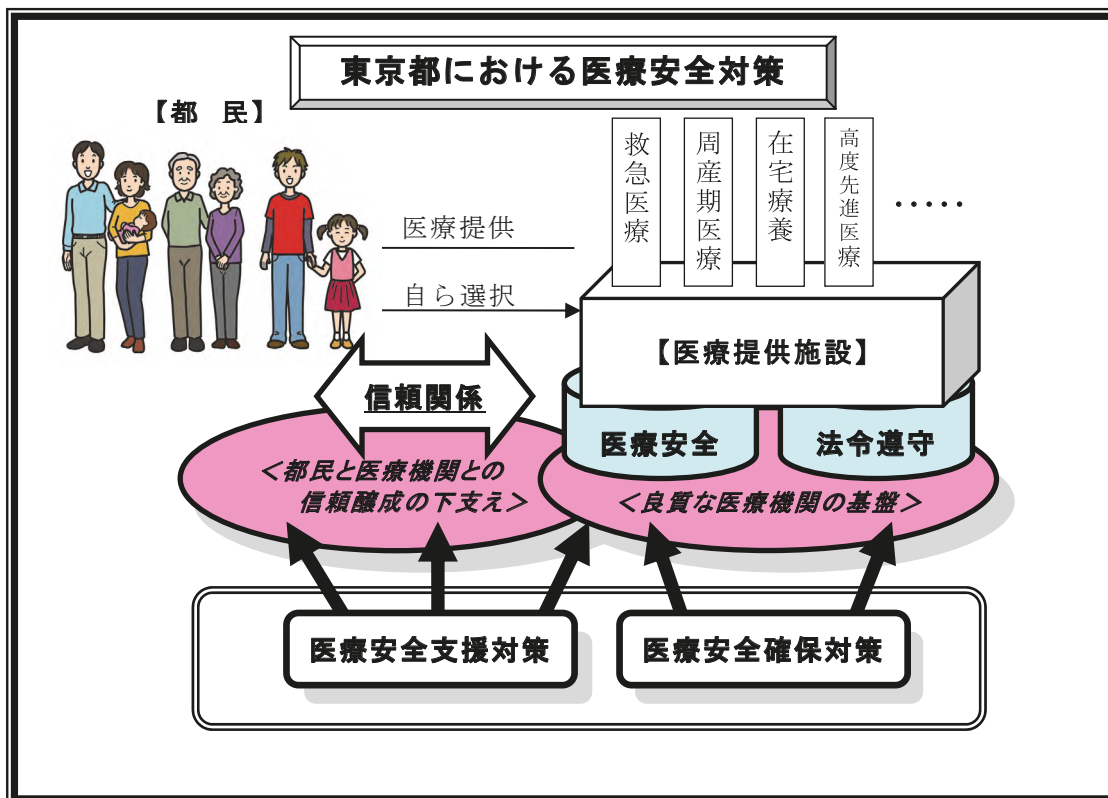 東京都における医療安全対策
【都 民】
救急医療
周産期医療
在宅療養
高度先進医療
・・・・・
医療提供
自ら選択
【医療提供施設】
信頼関係
医療安全
法令遵守
＜都民と医療機関との
信頼醸成の下支え＞
＜良質な医療機関の基盤＞
医療安全支援対策
医療安全確保対策